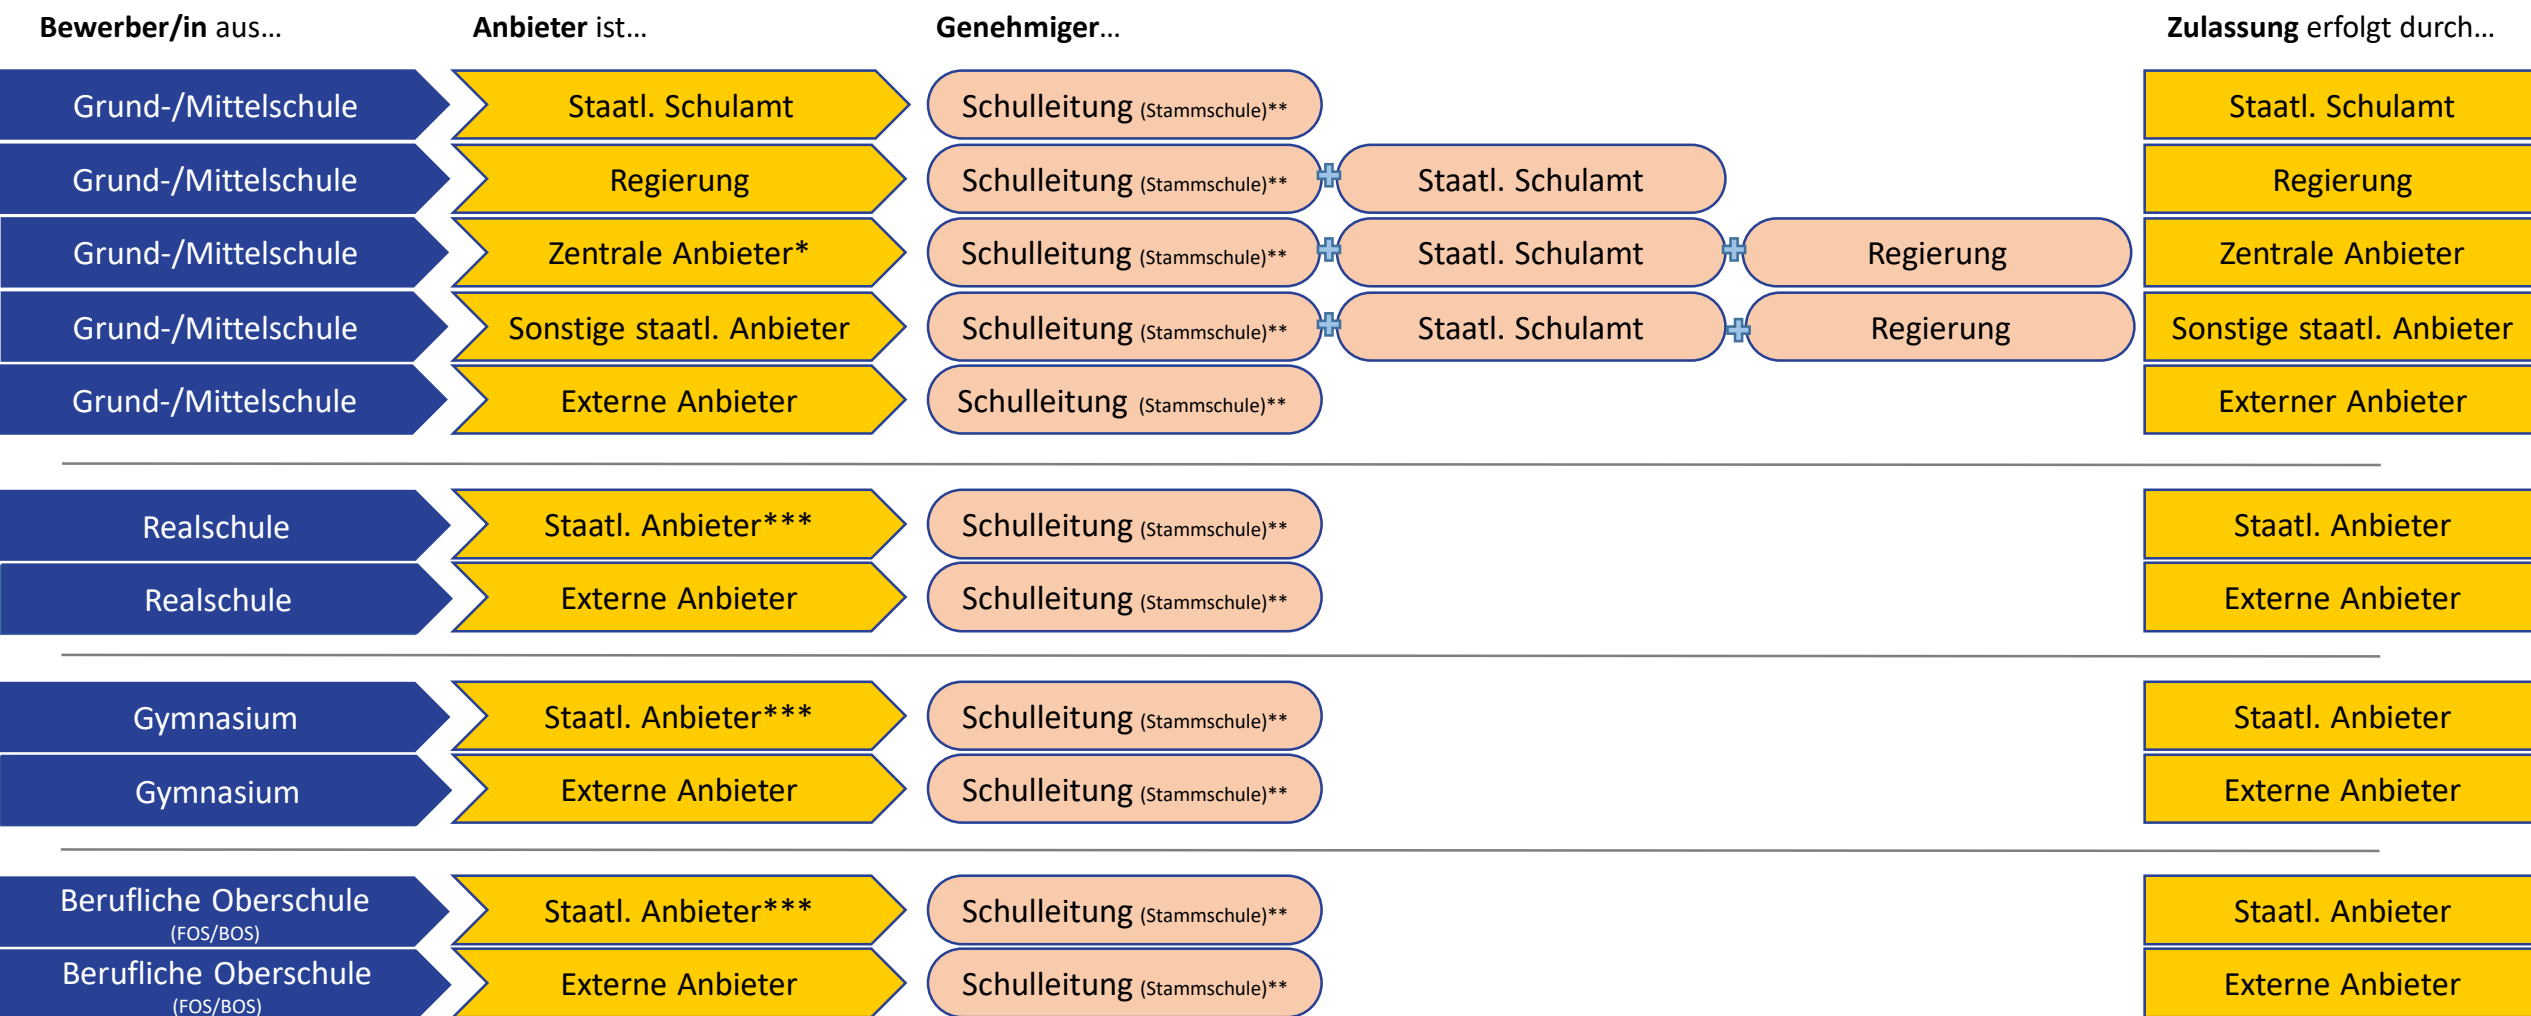 Bewerber/in aus... Anbieter ist... Genehmiger... Zulassung erfolgt durch...
Grund-/Mittelschule Staatl. Schulamt Schulleitung (Stammschule)** Staatl. Schulamt
Grund-/Mittelschule Regierung Schulleitung (Stammschule)** Staatl. Schulamt Regierung
Grund-/Mittelschule Zentrale Anbieter* Schulleitung (Stammschule)** Staatl. Schulamt Regierung Zentrale Anbieter
Grund-/Mittelschule Sonstige staatl. Anbieter Schulleitung (Stammschule)** Staatl. Schulamt Regierung Sonstige staatl. Anbieter
Grund-/Mittelschule Externe Anbieter Schulleitung (Stammschule)** Externer Anbieter
Realschule Staatl. Anbieter*** Schulleitung (Stammschule)** Staatl. Anbieter
Realschule Externe Anbieter Schulleitung (Stammschule)** Externe Anbieter
Gymnasium Staatl. Anbieter*** Schulleitung (Stammschule)** Staatl. Anbieter
Gymnasium Externe Anbieter Schulleitung (Stammschule)** Externe Anbieter
Berufliche Oberschule Staatl. Anbieter*** Schulleitung (Stammschule)** Staatl. Anbieter
(FOS/BOS)
Berufliche Oberschule Externe Anbieter Schulleitung (Stammschule)** Externe Anbieter
(FOS/BOS)